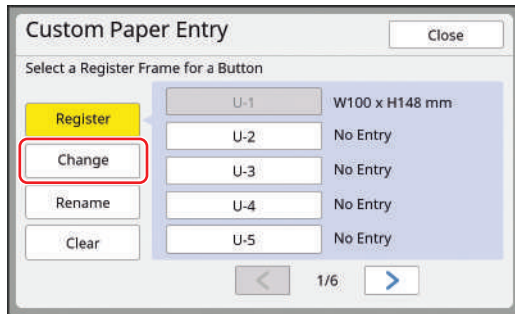 Custom Paper Entry
Close
Select a Register Frame for a Button
Register
Change
Rename
Clear
U-1 W100 x H148 mm
U-2 No Entry
U-3 No Entry
U-4 No Entry
U-5 No Entry
< 1/6 >